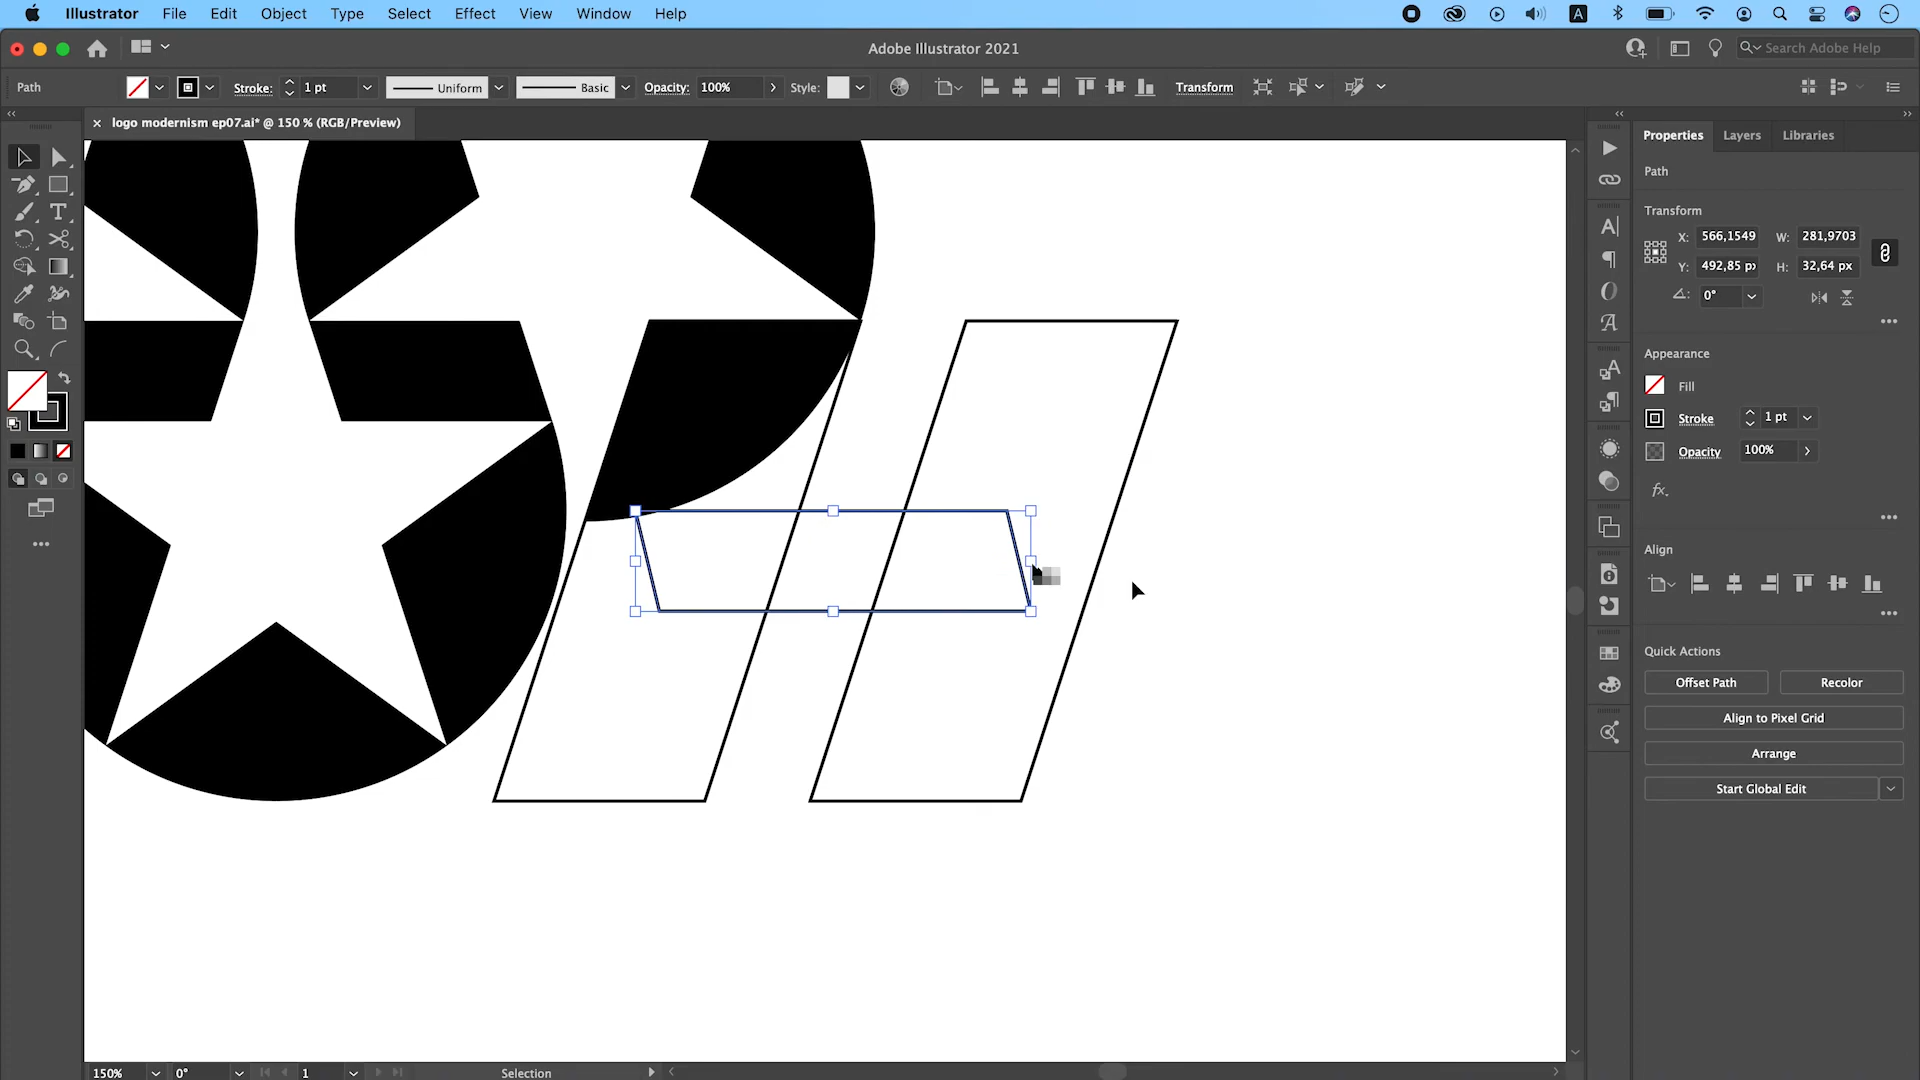 Illustrator File Edit Object Type Select Effect View Window Help
A
Adobe Illustrator 2021
Search Adobe Help
Path Stroke: 1 pt Uniform Basic Opacity: 100% Style: Transform
logo modernism ep07.ai* @ 150 % (RGB/Preview)
Properties Layers Libraries
Path
Transform
X: 566,1549 W: 281,9703
Y: 492,85 px H: 32,64 px
0°
Appearance
Fill
Stroke 1 pt
Opacity 100%
fx.
Align
Quick Actions
Offset Path Recolor
Align to Pixel Grid
Arrange
Start Global Edit
150% 0° 1 Selection